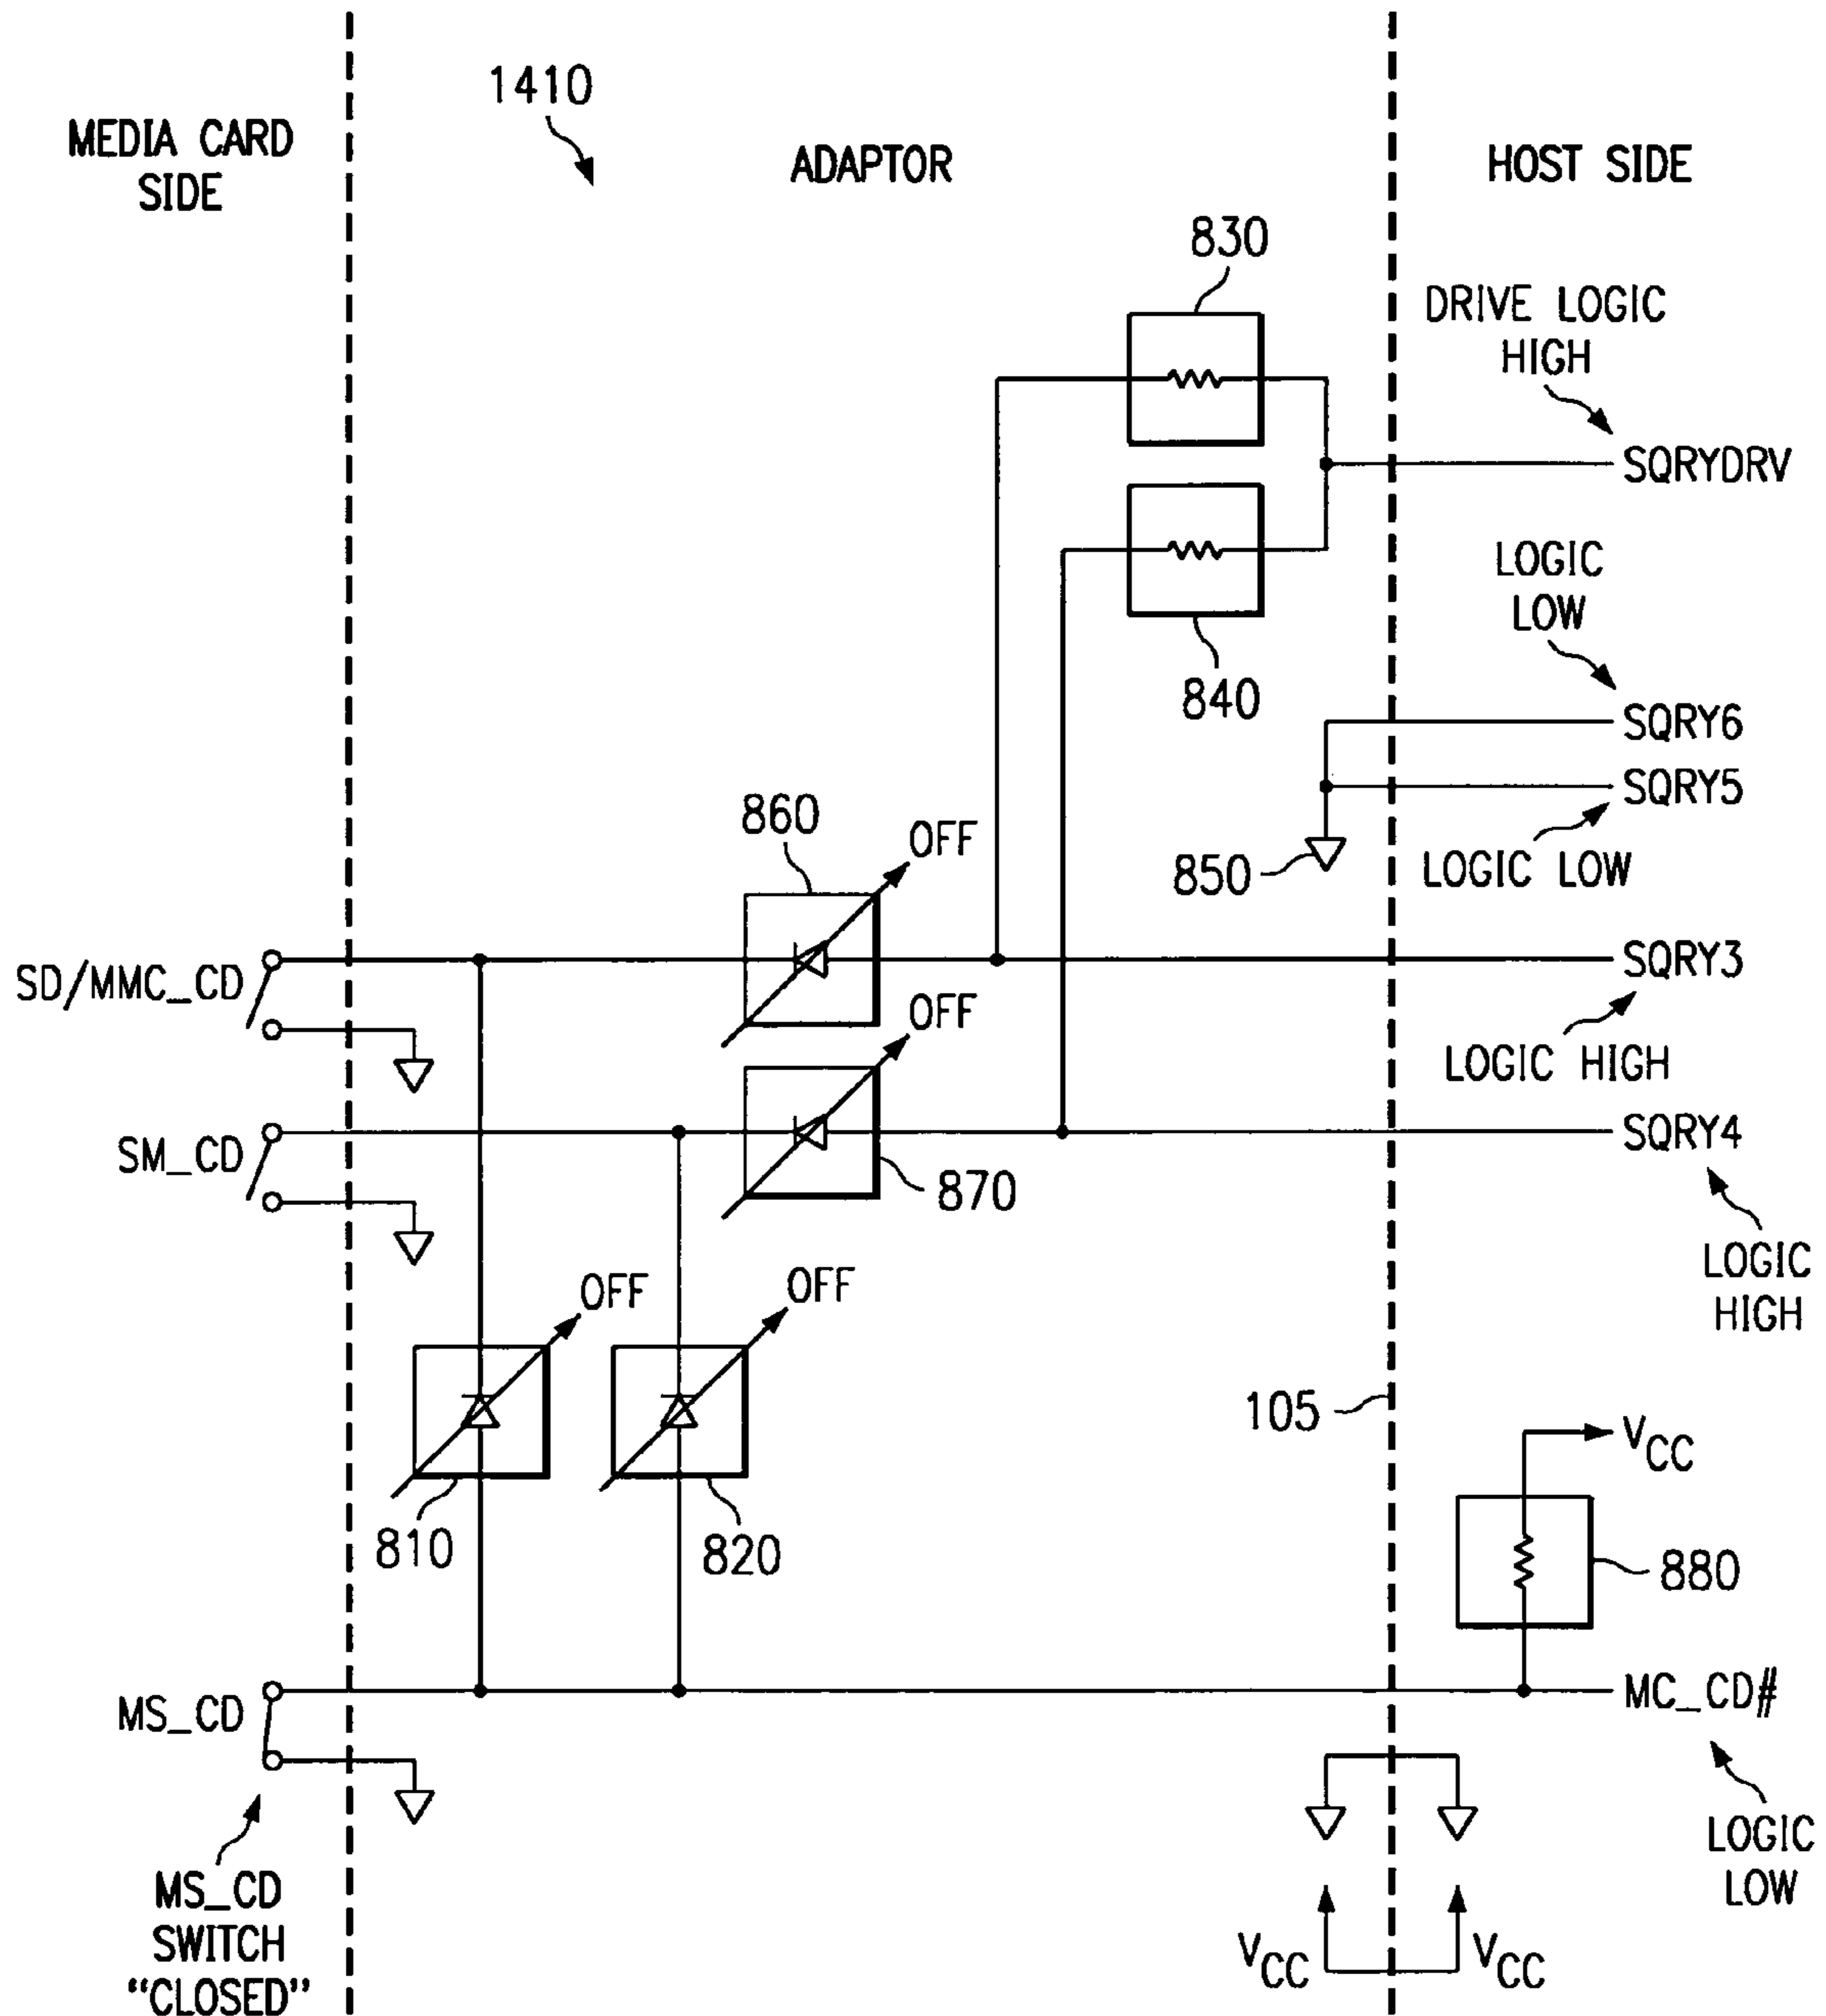 1410
MEDIA CARD
SIDE
ADAPTOR
HOST SIDE
830
DRIVE LOGIC
HIGH
SQRYDRV
LOGIC
LOW
840
SQRY6
SQRY5
860
OFF
850
LOGIC LOW
SD/MMC_CD
SQRY3
OFF
LOGIC HIGH
SM_CD
SQRY4
870
LOGIC
HIGH
OFF
OFF
105
VCC
810
820
880
MS_CD
MC_CD#
LOGIC
LOW
MS_CD
SWITCH
"CLOSED"
VCC
VCC